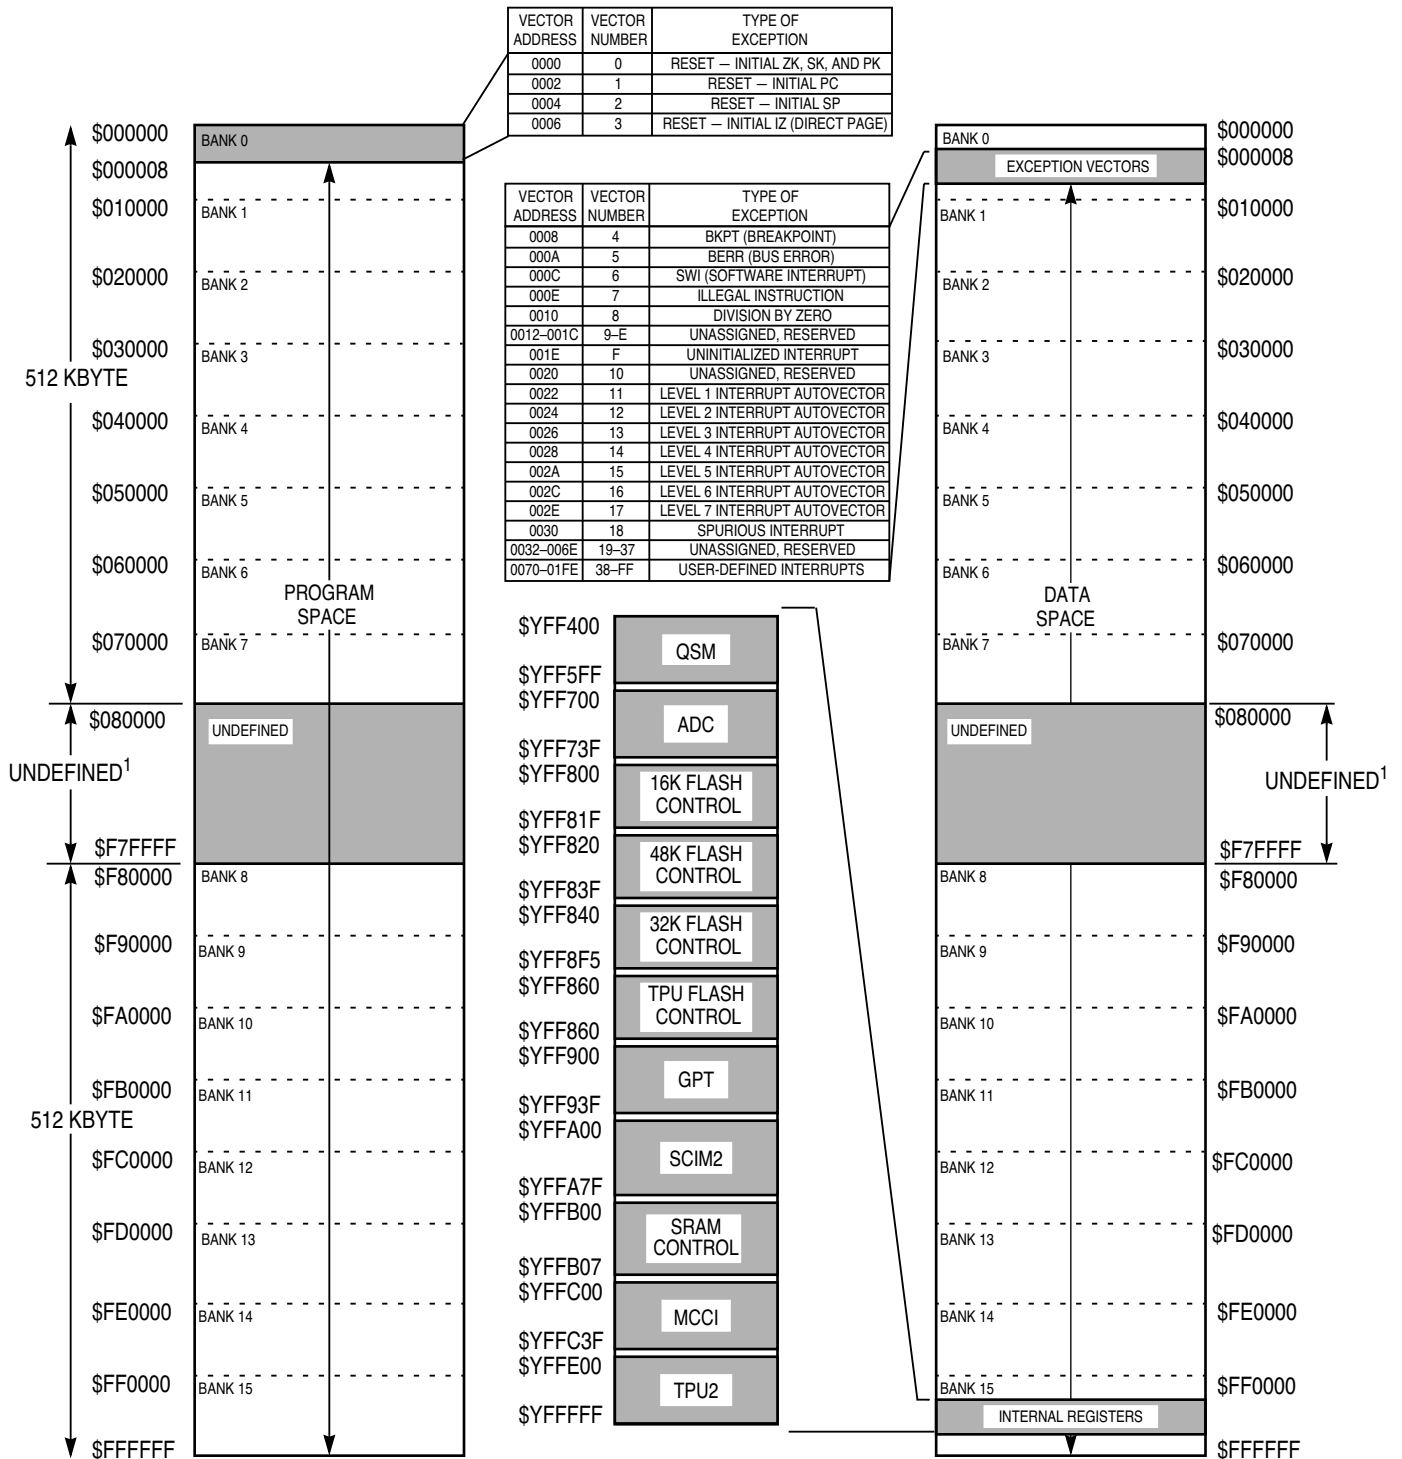 VECTOR ADDRESS VECTOR NUMBER TYPE OF EXCEPTION
0000 0 RESET — INITIAL ZK, SK, AND PK
0002 1 RESET — INITIAL PC
0004 2 RESET — INITIAL SP
0006 3 RESET — INITIAL IZ (DIRECT PAGE)
VECTOR ADDRESS VECTOR NUMBER TYPE OF EXCEPTION
0008 4 BKPT (BREAKPOINT)
000A 5 BERR (BUS ERROR)
000C 6 SWI (SOFTWARE INTERRUPT)
000E 7 ILLEGAL INSTRUCTION
0010 8 DIVISION BY ZERO
0012–001C 9–E UNASSIGNED, RESERVED
001E F UNINITIALIZED INTERRUPT
0020 10 UNASSIGNED, RESERVED
0022 11 LEVEL 1 INTERRUPT AUTOVECTOR
0024 12 LEVEL 2 INTERRUPT AUTOVECTOR
0026 13 LEVEL 3 INTERRUPT AUTOVECTOR
0028 14 LEVEL 4 INTERRUPT AUTOVECTOR
002A 15 LEVEL 5 INTERRUPT AUTOVECTOR
002C 16 LEVEL 6 INTERRUPT AUTOVECTOR
002E 17 LEVEL 7 INTERRUPT AUTOVECTOR
0030 18 SPURIOUS INTERRUPT
0032–006E 19–37 UNASSIGNED, RESERVED
0070–01FE 38–FF USER-DEFINED INTERRUPTS
$000000 BANK 0
$000008
$010000 BANK 1
$020000 BANK 2
$030000 BANK 3
512 KBYTE
$040000 BANK 4
$050000 BANK 5
$060000 BANK 6
PROGRAM
SPACE
$070000 BANK 7
$080000 UNDEFINED
UNDEFINED1
$F7FFFF
$F80000 BANK 8
$F90000 BANK 9
$FA0000 BANK 10
$FB0000 BANK 11
512 KBYTE
$FC0000 BANK 12
$FD0000 BANK 13
$FE0000 BANK 14
$FF0000 BANK 15
$FFFFFF
$YFF400
QSM
$YFF5FF
$YFF700
ADC
$YFF73F
$YFF800
16K FLASH
CONTROL
$YFF81F
$YFF820
48K FLASH
CONTROL
$YFF83F
$YFF840
32K FLASH
CONTROL
$YFF8F5
$YFF860
TPU FLASH
CONTROL
$YFF860
$YFF900
GPT
$YFF93F
$YFFA00
SCIM2
$YFFA7F
$YFFB00
SRAM
CONTROL
$YFFB07
$YFFC00
MCCI
$YFFC3F
$YFFE00
TPU2
$YFFFFF
BANK 0 $000000
EXCEPTION VECTORS $000008
BANK 1 $010000
BANK 2 $020000
BANK 3 $030000
BANK 4 $040000
BANK 5 $050000
BANK 6 $060000
DATA
SPACE
BANK 7 $070000
UNDEFINED $080000
UNDEFINED1
$F7FFFF
BANK 8 $F80000
BANK 9 $F90000
BANK 10 $FA0000
BANK 11 $FB0000
BANK 12 $FC0000
BANK 13 $FD0000
BANK 14 $FE0000
BANK 15 $FF0000
INTERNAL REGISTERS
$FFFFFF